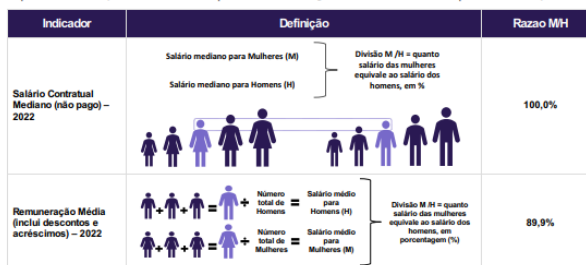 Indicador
Definição
Razao M/H
Salário Contratual
Mediano (não pago) –
2022
Salário mediano para Mulheres (M)
Salário mediano para Homens (H)
Divisão M /H = quanto
salário das mulheres
equivale ao salário dos
homens, em %
100,0%
Remuneração Média
(inclui descontos e
acréscimos) – 2022
+ + = ÷
Número
total de
Homens
=
Salário médio
para
Homens (H)
+ + = ÷
Número
total de
Mulheres
=
Salário médio
para
Mulheres (M)
Divisão M /H = quanto
salário das mulheres
equivale ao salário dos
homens, em
porcentagem (%)
89,9%